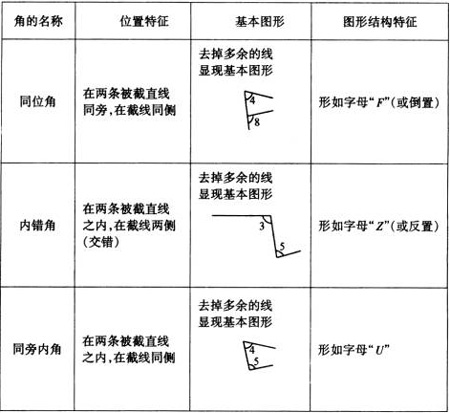 角的名称
位置特征
基本图形
图形结构特征
同位角
在两条被截直线
同旁,在截线同侧
去掉多余的线
显现基本图形
4
8
形如字母“F”(或倒置)
内错角
在两条被截直线
之内,在截线两侧
(交错)
去掉多余的线
显现基本图形
3
5
形如字母“Z”(或反置)
同旁内角
在两条被截直线
之内,在截线同侧
去掉多余的线
显现基本图形
4
5
形如字母“U”